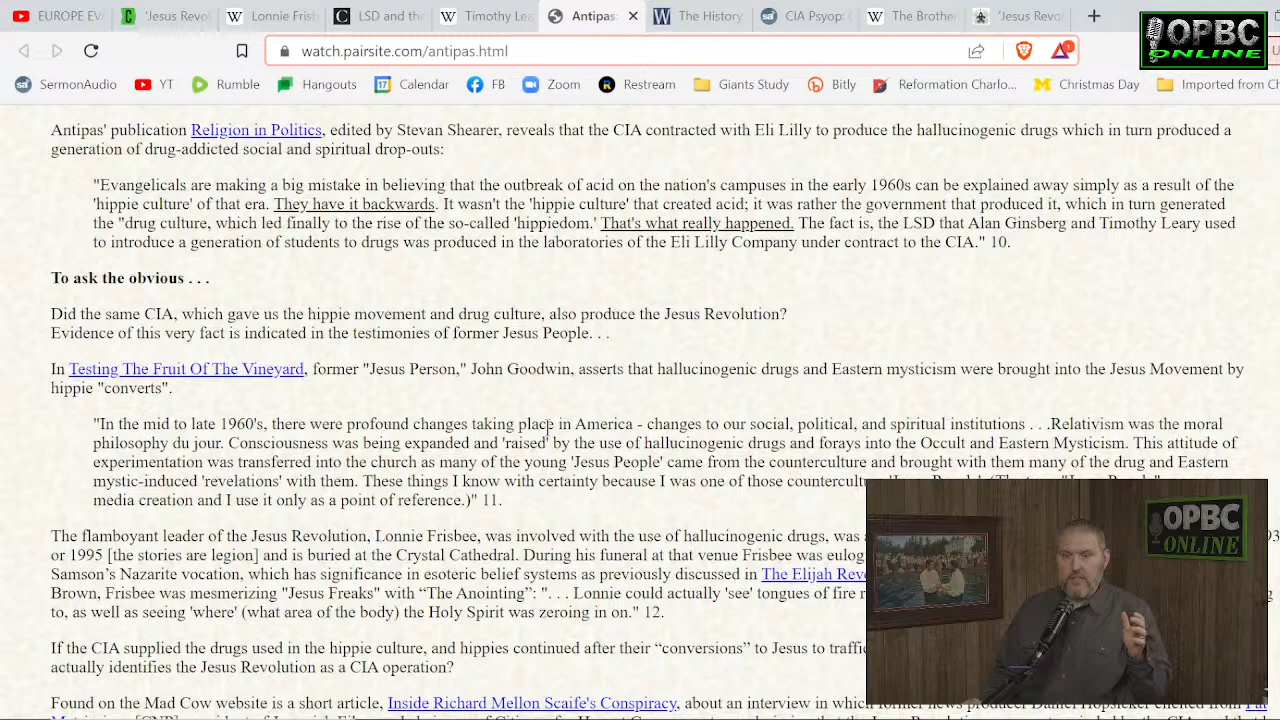 EUROPE EV
'Jesus Revol
Lonnie Frist
LSD and the
Timo
Antipas:
The History
CIA Psyop:
The Brothe
'Jesus Revo
OPBC
ONLINE
watch.pairsite.com/antipas.html
1
SermonAudio YT Rumble Hangouts 17 Calendar FB Zoom Restream Giants Study Bitly Reformation Charlo... Christmas Day Imported from Ch
Antipas' publication Religion in Politics, edited by Stevan Shearer, reveals that the CIA contracted with Eli Lilly to produce the hallucinogenic drugs which in turn produced a
generation of drug-addicted social and spiritual drop-outs:
"Evangelicals are making a big mistake in believing that the outbreak of acid on the nation's campuses in the early 1960s can be explained away simply as a result of the
'hippie culture' of that era. They have it backwards. It wasn't the 'hippie culture' that created acid; it was rather the government that produced it, which in turn generated
the "drug culture, which led finally to the rise of the so-called 'hippiedom.' That's what really happened. The fact is, the LSD that Alan Ginsberg and Timothy Leary used
to introduce a generation of students to drugs was produced in the laboratories of the Eli Lilly Company under contract to the CIA." 10.
To ask the obvious . . .
Did the same CIA, which gave us the hippie movement and drug culture, also produce the Jesus Revolution?
Evidence of this very fact is indicated in the testimonies of former Jesus People. . .
In Testing The Fruit Of The Vineyard, former "Jesus Person," John Goodwin, asserts that hallucinogenic drugs and Eastern mysticism were brought into the Jesus Movement by
hippie "converts".
"In the mid to late 1960's, there were profound changes taking place in America - changes to our social, political, and spiritual institutions . . .Relativism was the moral
philosophy du jour. Consciousness was being expanded and 'raised' by the use of hallucinogenic drugs and forays into the Occult and Eastern Mysticism. This attitude of
experimentation was transferred into the church as many of the young 'Jesus People' came from the counterculture and brought with them many of the drug and Eastern
mystic-induced 'revelations' with them. These things I know with certainty because I was one of those countercultu
media creation and I use it only as a point of reference.)" 11.
The flamboyant leader of the Jesus Revolution, Lonnie Frisbee, was involved with the use of hallucinogenic drugs, was a
or 1995 [the stories are legion] and is buried at the Crystal Cathedral. During his funeral at that venue Frisbee was eulog
Samson's Nazarite vocation, which has significance in esoteric belief systems as previously discussed in The Elijah Rev
Brown, Frisbee was mesmerizing "Jesus Freaks" with “The Anointing”: ". . . Lonnie could actually 'see' tongues of fire r
to, as well as seeing 'where' (what area of the body) the Holy Spirit was zeroing in on." 12.
If the CIA supplied the drugs used in the hippie culture, and hippies continued after their “conversions” to Jesus to traffi
actually identifies the Jesus Revolution as a CIA operation?
Found on the Mad Cow website is a short article, Inside Richard Mellon Scaife's Conspiracy, about an interview in which former news producer Daniel Hopsicker elicited from Pat
OPBC
ONLINE